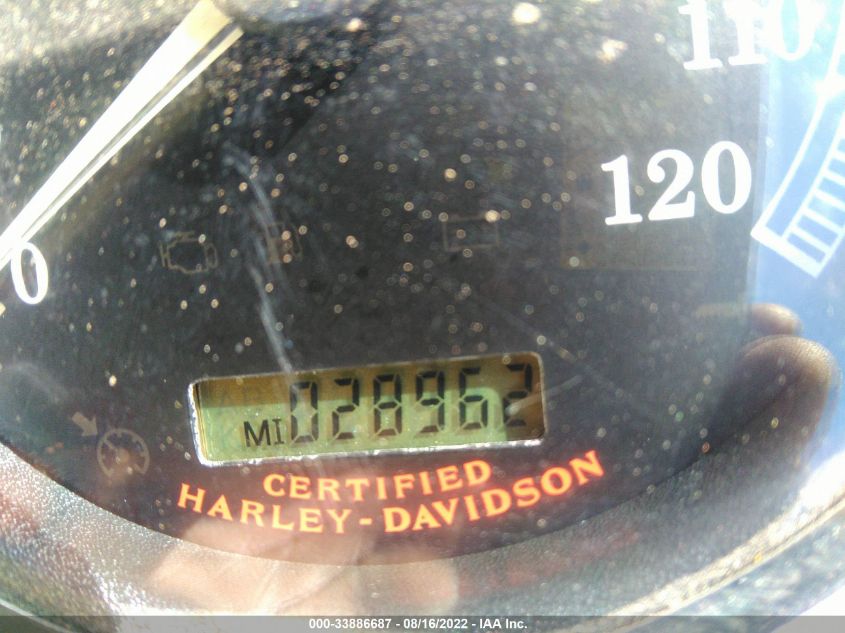 110
120
0
MI 028962
CERTIFIED
HARLEY-DAVIDSON
000-33886687 - 08/16/2022 - IAA Inc.